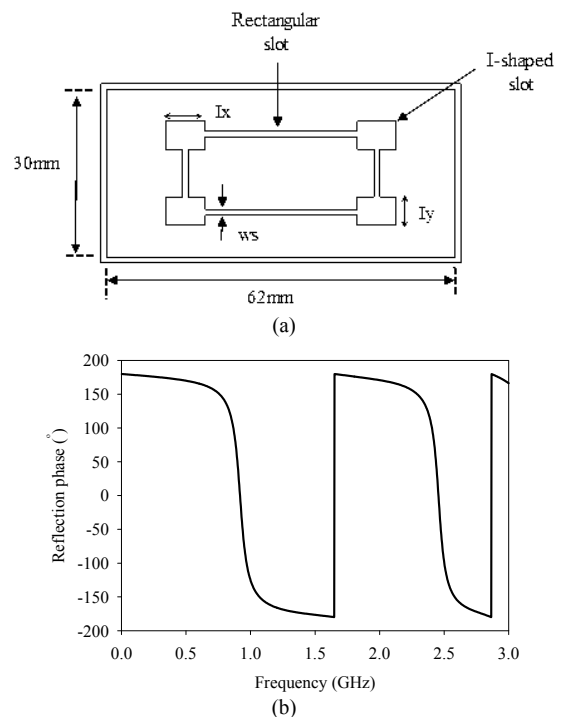 Rectangular
slot
I-shaped
slot
Ix
30mm
Iy
ws
62mm
(a)
200
150
100
50
0
-50
-100
-150
-200
Reflection phase (°)
0.0 0.5 1.0 1.5 2.0 2.5 3.0
Frequency (GHz)
(b)